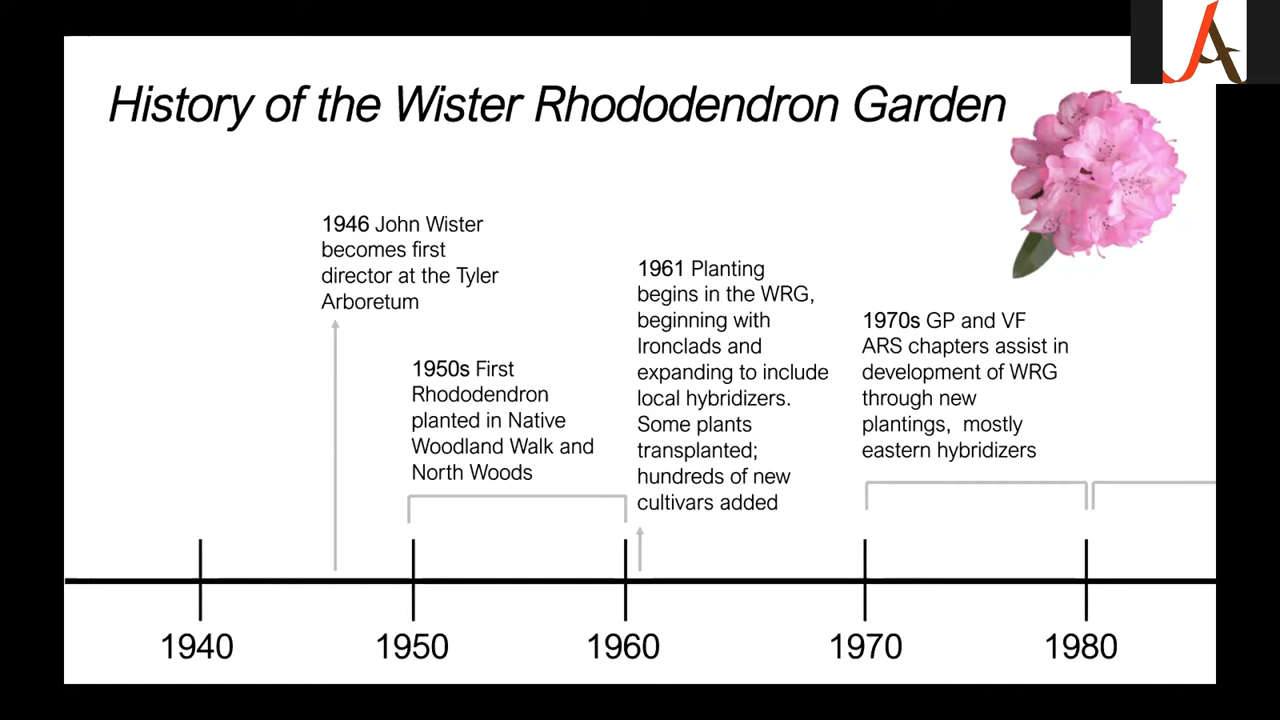 History of the Wister Rhododendron Garden
1946 John Wister
becomes first
director at the Tyler
Arboretum
1950s First
Rhododendron
planted in Native
Woodland Walk and
North Woods
1961 Planting
begins in the WRG,
beginning with
Ironclads and
expanding to include
local hybridizers.
Some plants
transplanted;
hundreds of new
cultivars added
1970s GP and VF
ARS chapters assist in
development of WRG
through new
plantings, mostly
eastern hybridizers
1940
1950
1960
1970
1980